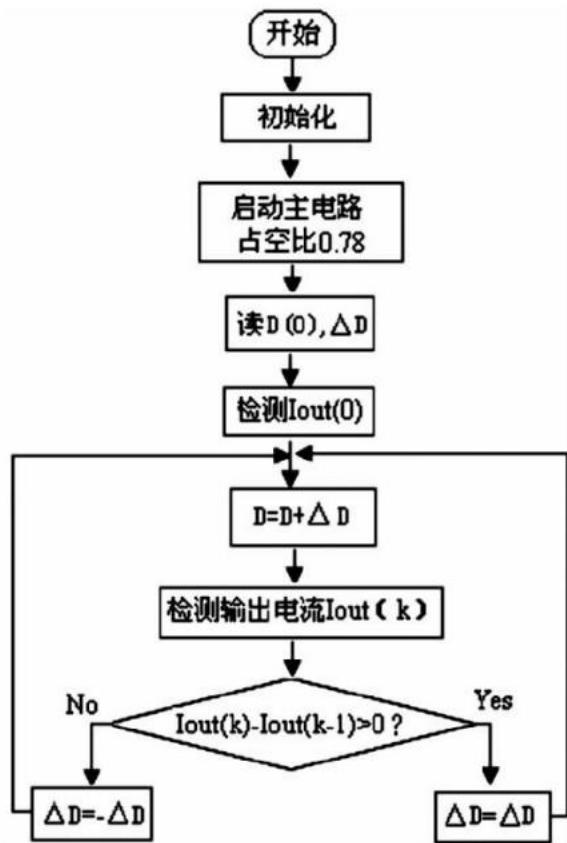 开始
初始化
启动主电路
占空比0.78
读D(0),△D
检测Iout(0)
D=D+△D
检测输出电流Iout(k)
No
Iout(k)-Iout(k-1)>0?
Yes
△D=-△D
△D=△D